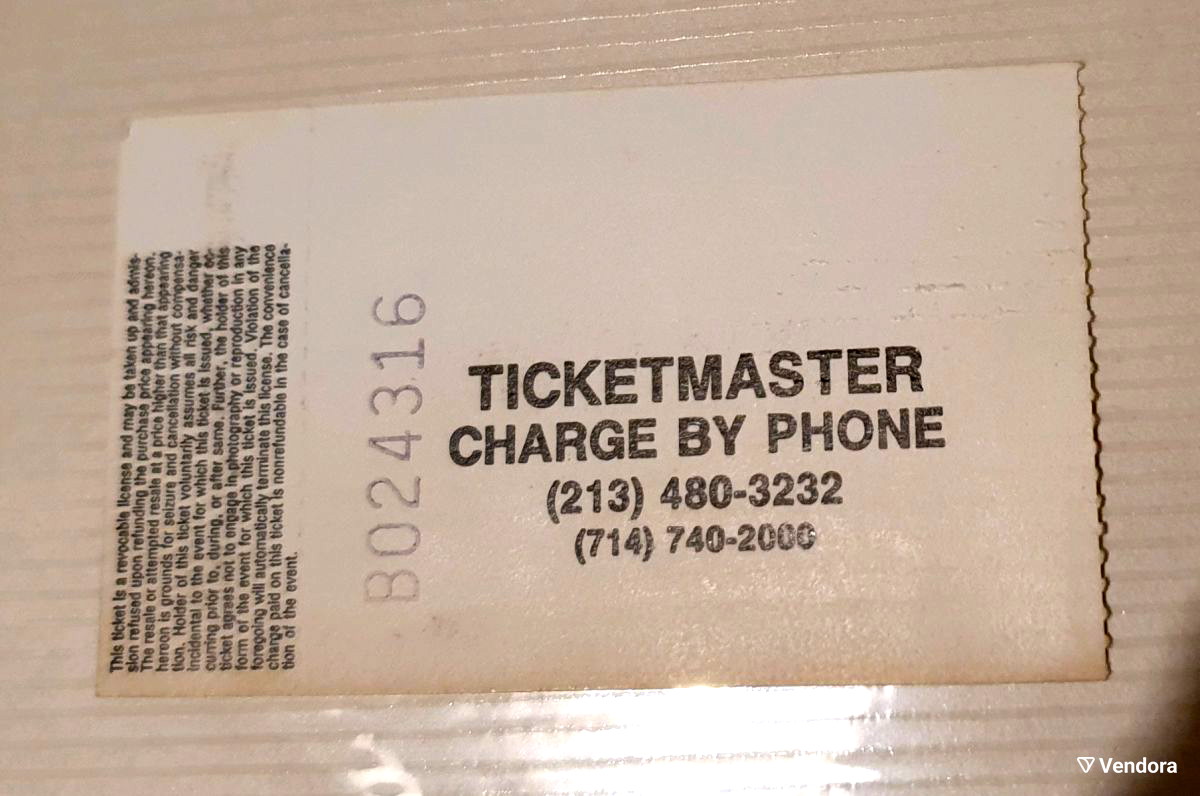 This ticket is a revocable license and may be taken up and admis-
sion refused upon refunding the purchase price appearing hereon.
The resale or attempted resale at a price higher than that appearing
hereon is grounds for seizure and cancellation without compensa-
tion. Holder of this ticket voluntarily assumes all risk and danger
incidental to the event for which this ticket is issued, whether oc-
curring prior to, during, or after same. Further, the holder of this
ticket agrees not to engage in photography or reproduction in any
form of the event for which this ticket is issued. Violation of the
foregoing will automatically terminate this license. The convenience
charge paid on this ticket is nonrefundable in the case of cancella-
tion of the event.
B024316
TICKETMASTER
CHARGE BY PHONE
(213) 480-3232
(714) 740-2000
Vendora